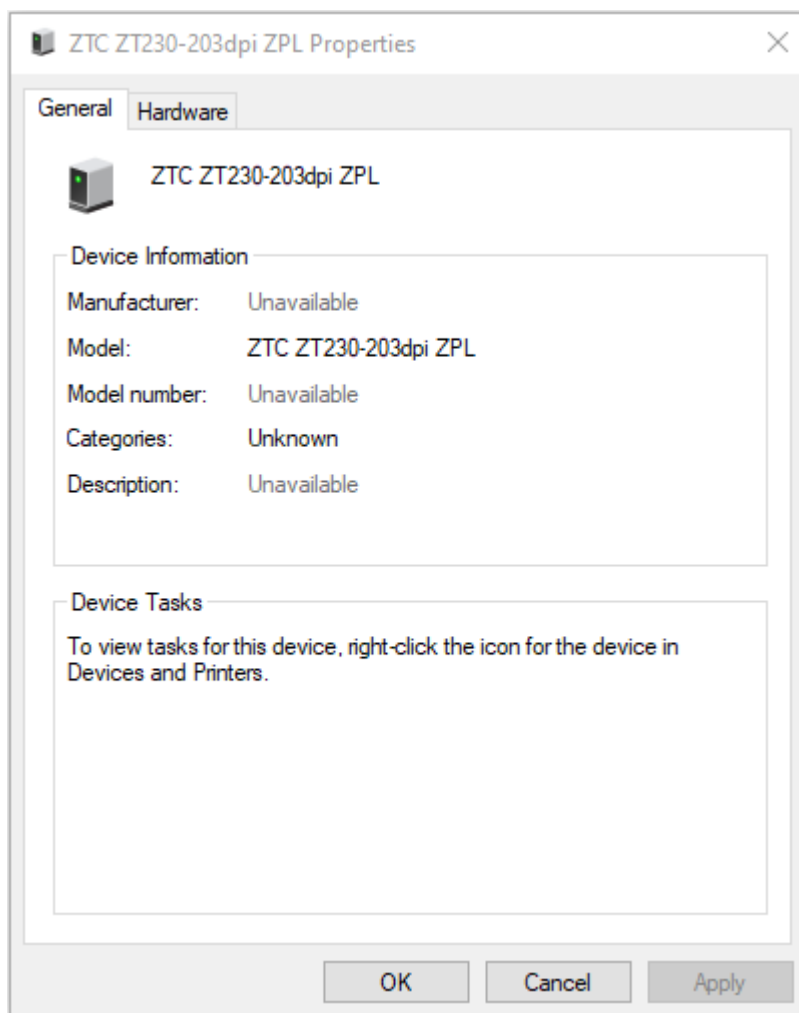 ZTC ZT230-203dpi ZPL Properties
General Hardware
ZTC ZT230-203dpi ZPL
Device Information
Manufacturer: Unavailable
Model: ZTC ZT230-203dpi ZPL
Model number: Unavailable
Categories: Unknown
Description: Unavailable
Device Tasks
To view tasks for this device, right-click the icon for the device in
Devices and Printers.
OK Cancel Apply